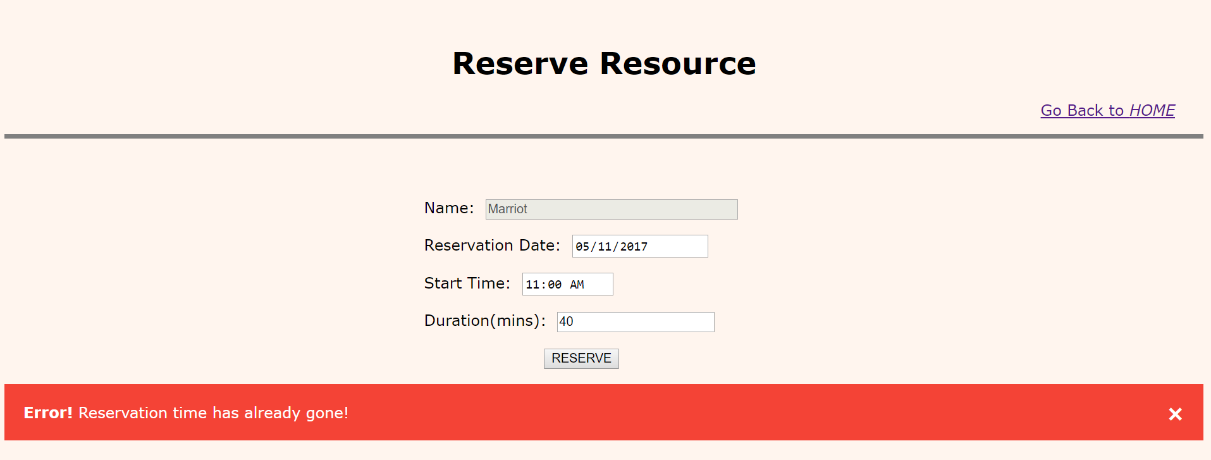 Reserve Resource
Go Back to HOME
Name: Marriot
Reservation Date: 05/11/2017
Start Time: 11:00 AM
Duration(mins): 40
RESERVE
Error! Reservation time has already gone! ×